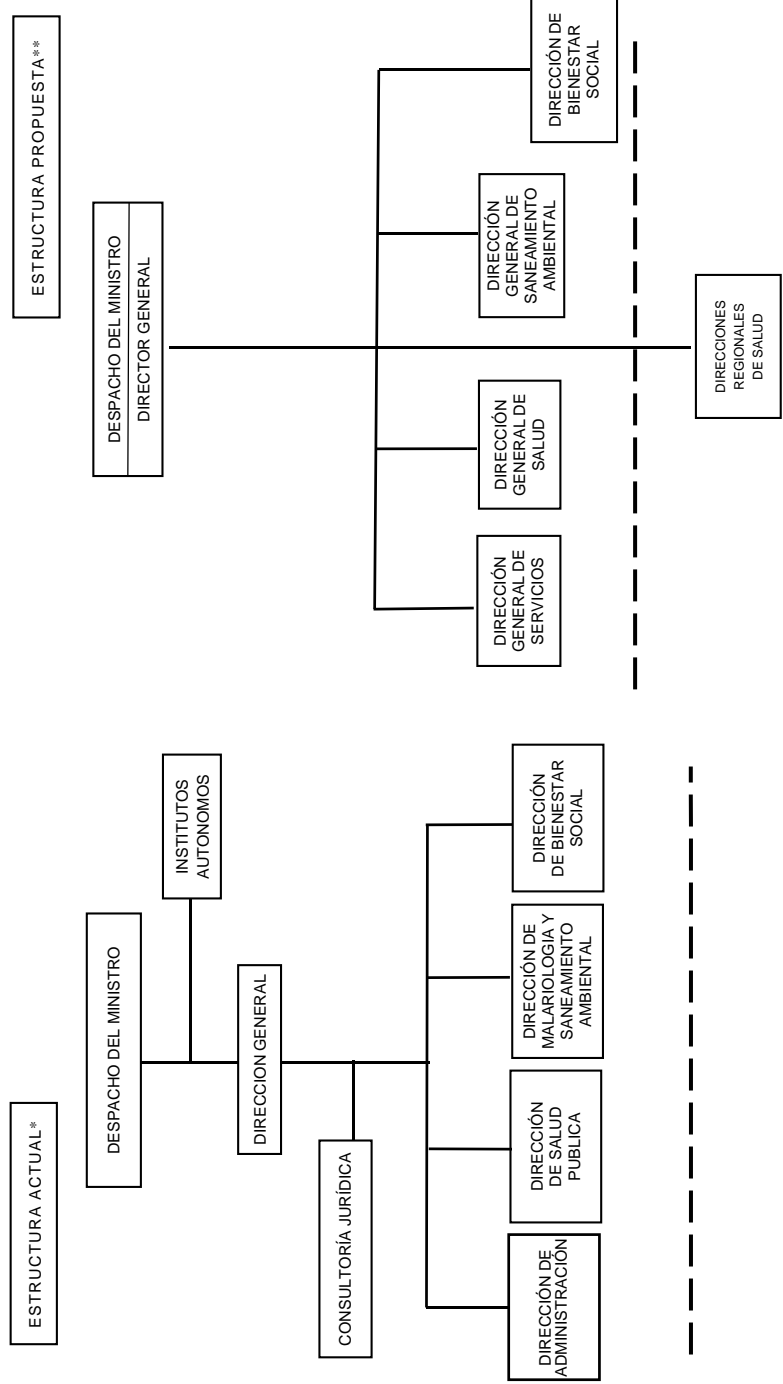 ESTRUCTURA ACTUAL*
DESPACHO DEL MINISTRO
INSTITUTOS
AUTONOMOS
DIRECCION GENERAL
CONSULTORÍA JURÍDICA
DIRECCIÓN DE
ADMINISTRACIÓN
DIRECCIÓN
DE SALUD
PUBLICA
DIRECCIÓN DE
MALARIOLOGIA Y
SANEAMIENTO
AMBIENTAL
DIRECCIÓN
DE BIENESTAR
SOCIAL
ESTRUCTURA PROPUESTA**
DESPACHO DEL MINISTRO
DIRECTOR GENERAL
DIRECCIÓN
GENERAL DE
SERVICIOS
DIRECCIÓN
GENERAL DE
SALUD
DIRECCIÓN
GENERAL DE
SANEAMIENTO
AMBIENTAL
DIRECCIÓN DE
BIENESTAR
SOCIAL
DIRECCIONES
REGIONALES
DE SALUD